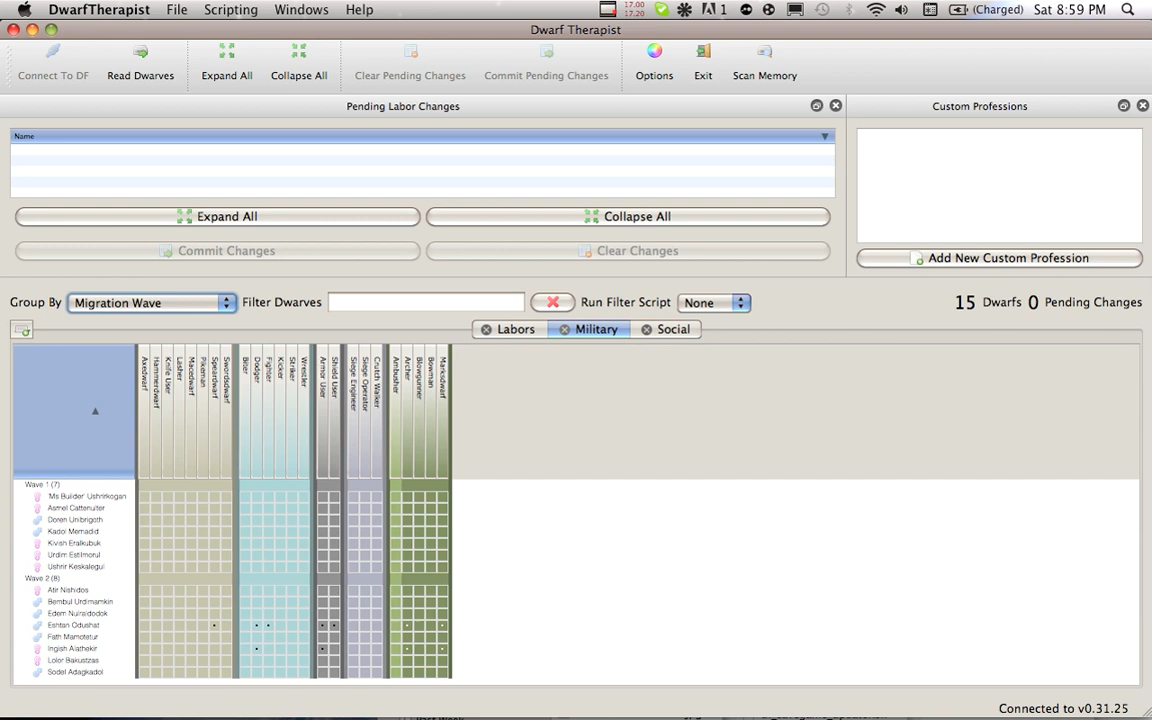 DwarfTherapist File Scripting Windows Help 17.00 17.20 1 (Charged) Sat 8:59 PM
Dwarf Therapist
Connect To DF Read Dwarves Expand All Collapse All Clear Pending Changes Commit Pending Changes Options Exit Scan Memory
Pending Labor Changes Custom Professions
Name
Expand All Collapse All
Commit Changes Clear Changes Add New Custom Profession
Group By Migration Wave Filter Dwarves Run Filter Script None 15 Dwarfs 0 Pending Changes
Labors Military Social
Axedwarf
Hammerdwarf
Knife User
Lasher
Macedwarf
Pikeman
Speardwarf
Swordsdwarf
Biter
Dodger
Fighter
Kicker
Striker
Wrestler
Armor User
Shield User
Siege Engineer
Siege Operator
Crutch Walker
Ambusher
Archer
Blowgunner
Bowman
Marksdwarf
Wave 1 (7)
'Ms Builder' Ushrirkogan
Asmel Cattenulter
Doren Unibrigoth
Kadol Memadid
Kivish Eralkubuk
Urdim Estilmorul
Ushrir Keskalegul
Wave 2 (8)
Atir Nishidos
Bembul Urdimamkin
Edem Nuiraldodok
Eshtan Odushat
Fath Mamotetur
Ingish Alathekir
Lolor Bakustzas
Sodel Adagkadol
Connected to v0.31.25